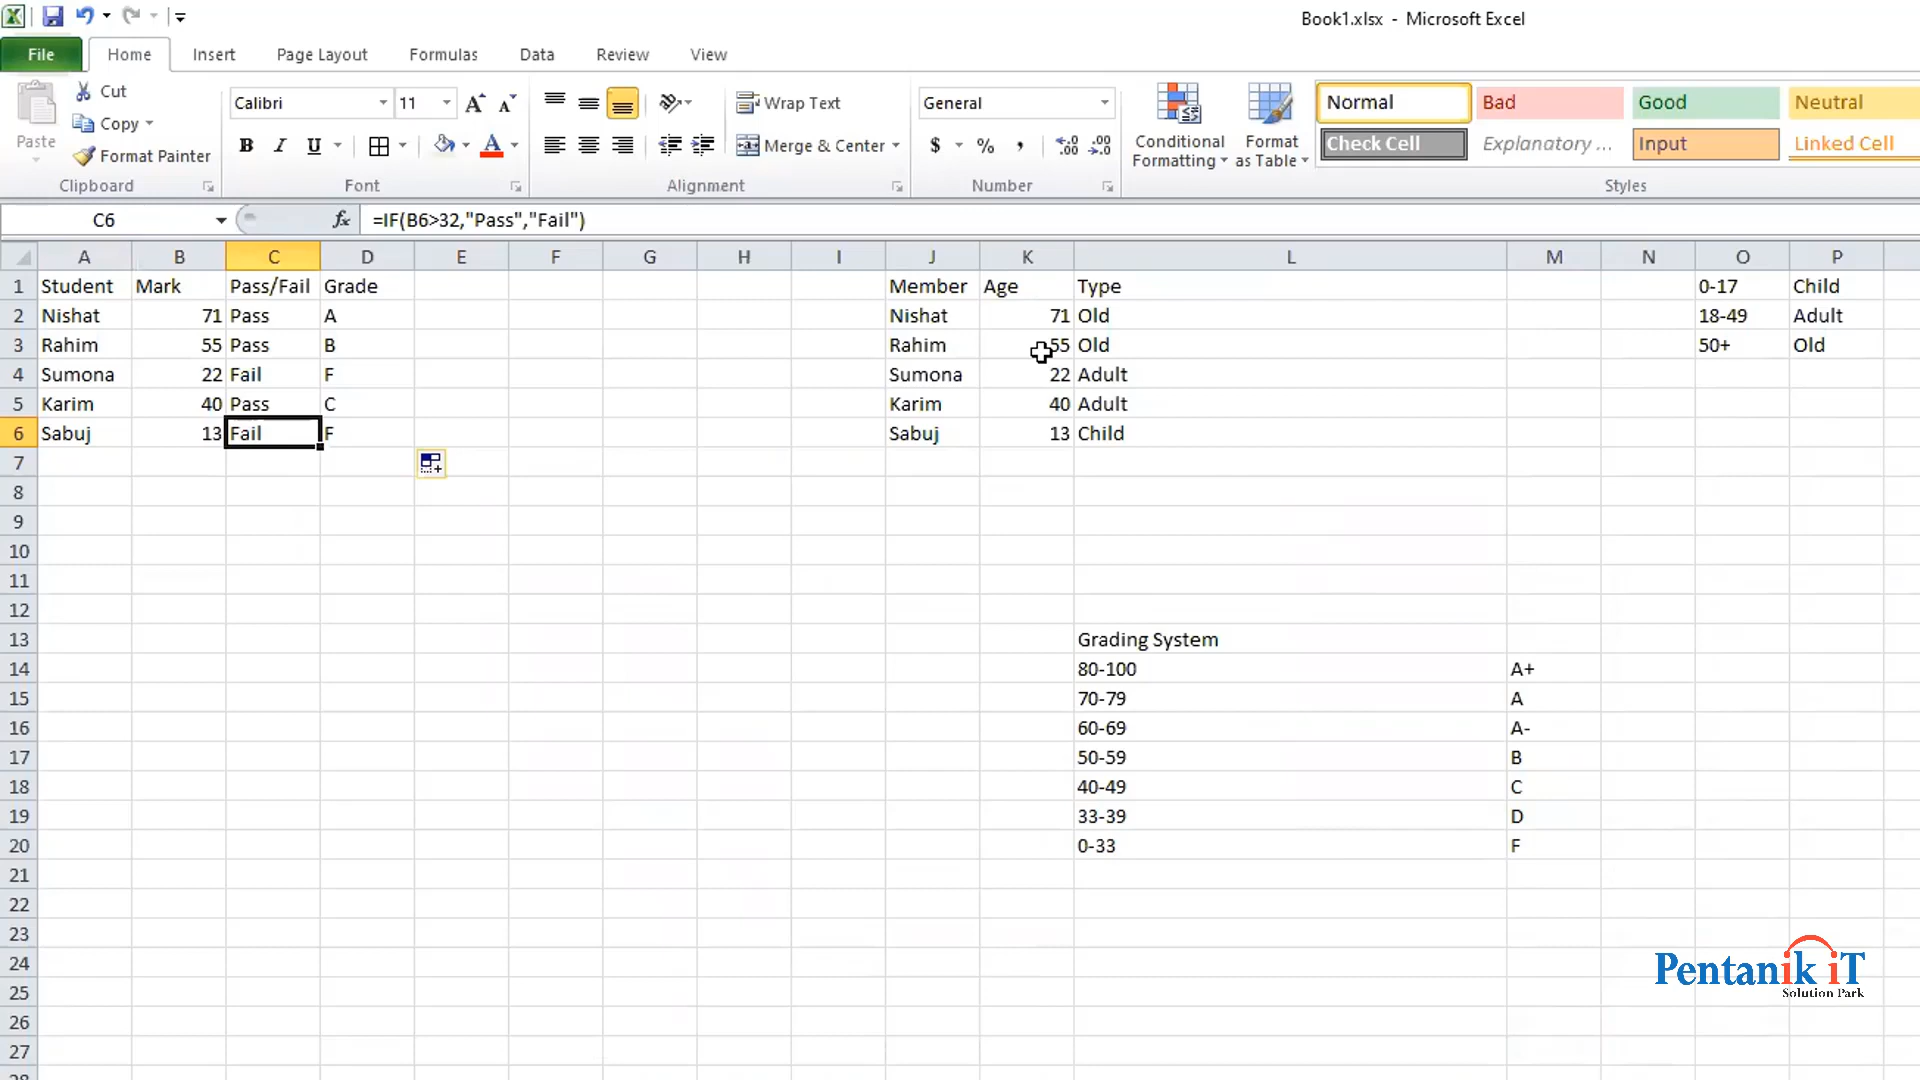 Book1.xlsx - Microsoft Excel
File Home Insert Page Layout Formulas Data Review View
Paste
Cut
Copy
Format Painter
Clipboard
Calibri 11
B I U
Font
Wrap Text
Merge & Center
Alignment
General
$ % ,
Number
Conditional Formatting
Format as Table
Normal Bad Good Neutral
Check Cell Explanatory ... Input Linked Cell
Styles
C6 fx =IF(B6>32,"Pass","Fail")
A B C D E F G H I J K L M N O P
1 Student Mark Pass/Fail Grade Member Age Type 0-17 Child
2 Nishat 71 Pass A Nishat 71 Old 18-49 Adult
3 Rahim 55 Pass B Rahim 55 Old 50+ Old
4 Sumona 22 Fail F Sumona 22 Adult
5 Karim 40 Pass C Karim 40 Adult
6 Sabuj 13 Fail F Sabuj 13 Child
7
8
9
10
11
12
13 Grading System
14 80-100 A+
15 70-79 A
16 60-69 A-
17 50-59 B
18 40-49 C
19 33-39 D
20 0-33 F
21
22
23
24
25
26
27
28
Pentanik iT
Solution Park